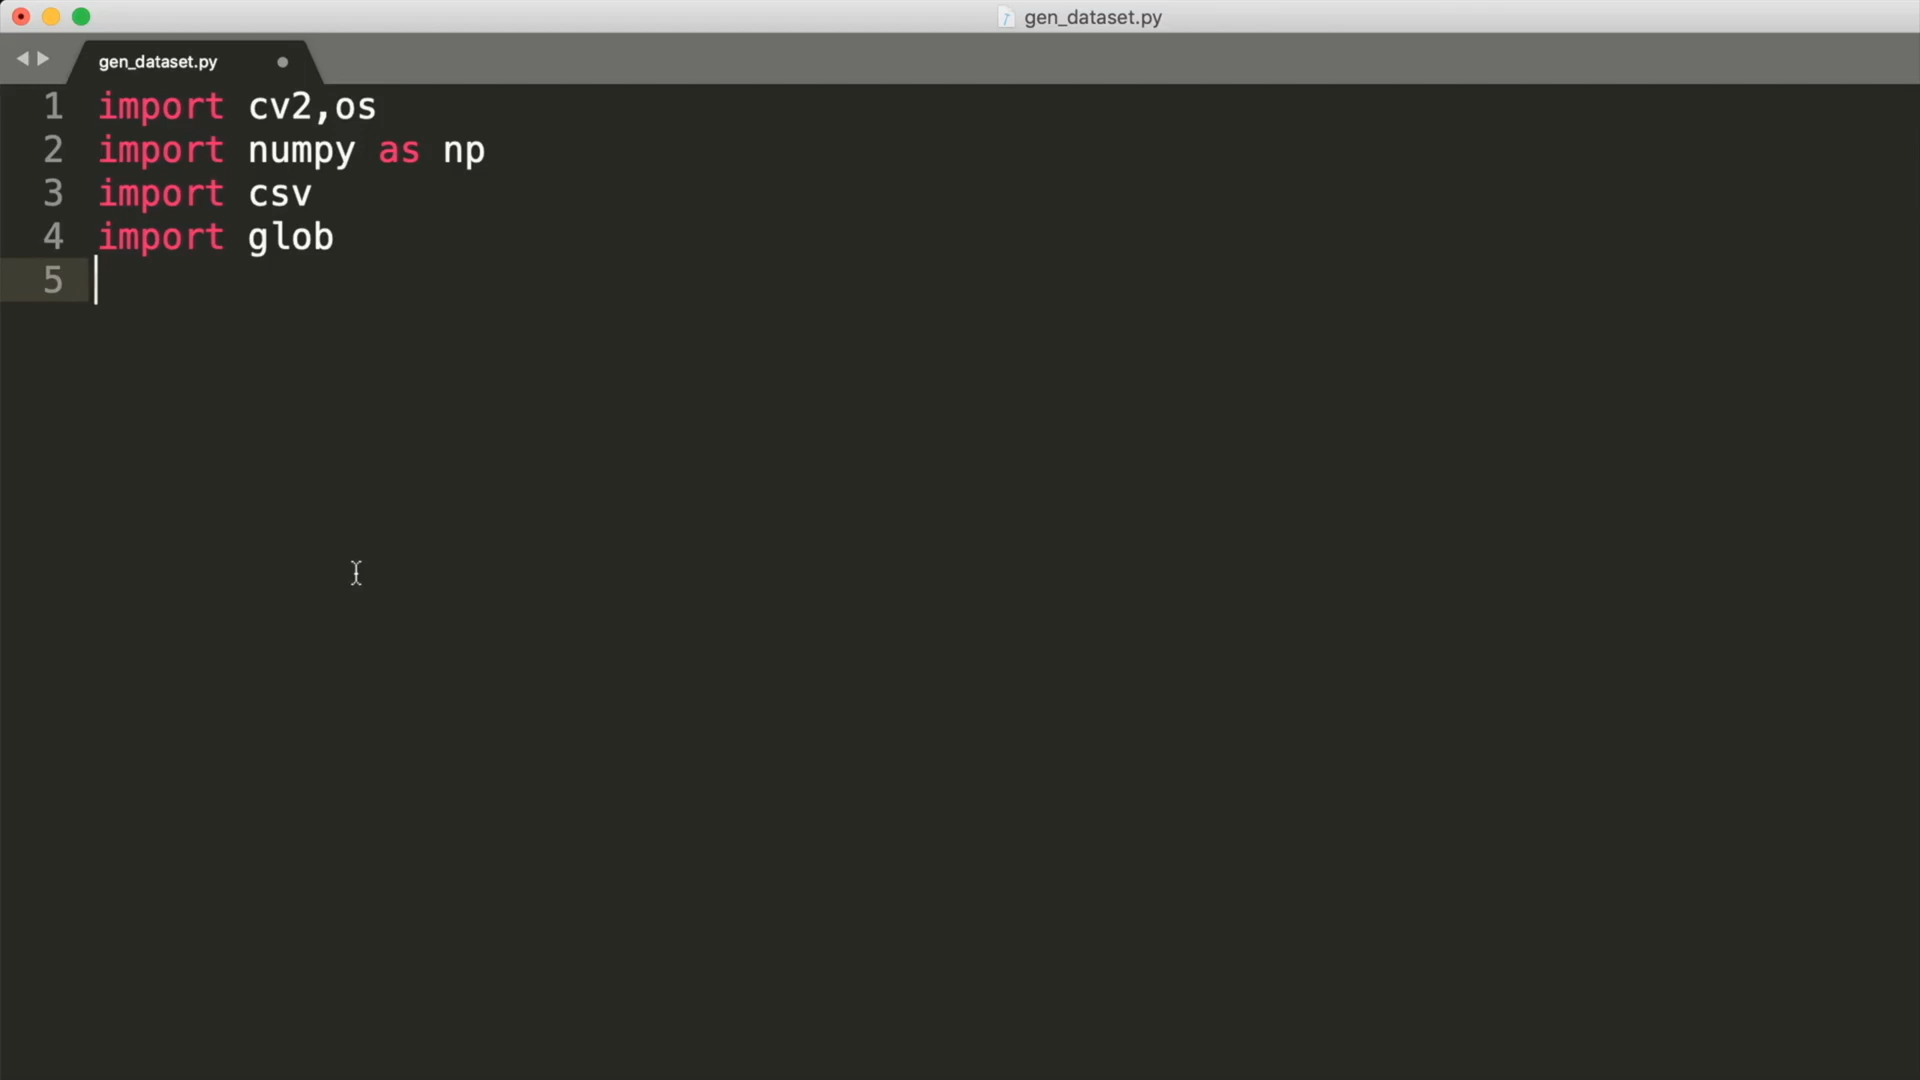 gen_dataset.py
gen_dataset.py
1 import cv2,os
2 import numpy as np
3 import csv
4 import glob
5